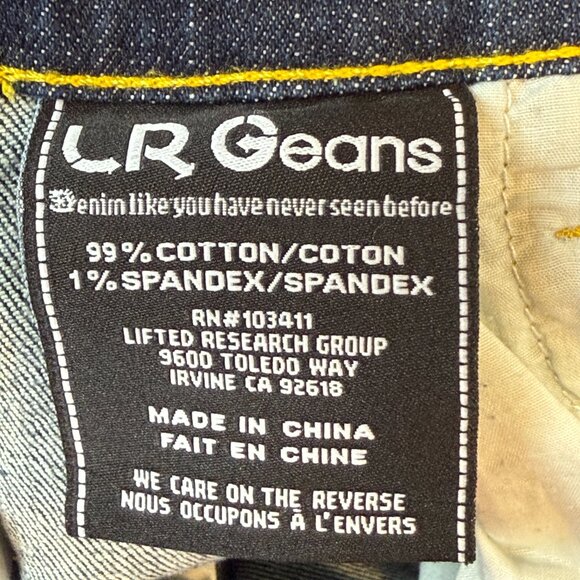 LR Geans
Denim like you have never seen before
99% COTTON/COTON
1% SPANDEX/SPANDEX
RN#103411
LIFTED RESEARCH GROUP
9600 TOLEDO WAY
IRVINE CA 92618
MADE IN CHINA
FAIT EN CHINE
WE CARE ON THE REVERSE
NOUS OCCUPONS À L'ENVERS